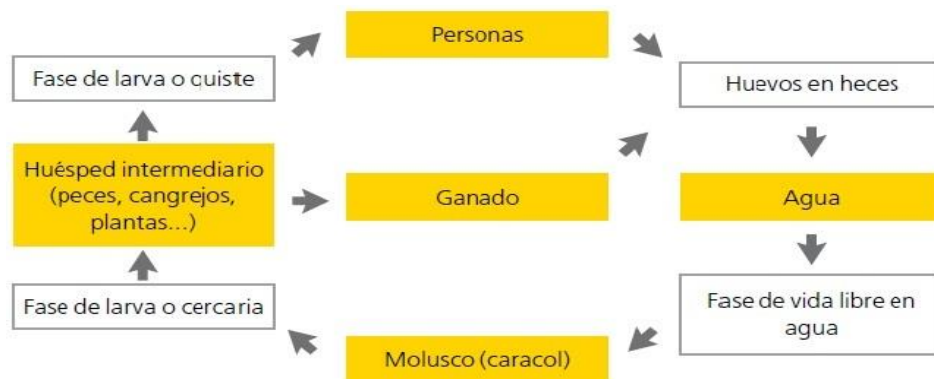 Personas
Fase de larva o quiste
Huevos en heces
Huésped intermediario
(peces, cangrejos,
plantas...)
Ganado
Agua
Fase de larva o cercaria
Fase de vida libre en
agua
Molusco (caracol)